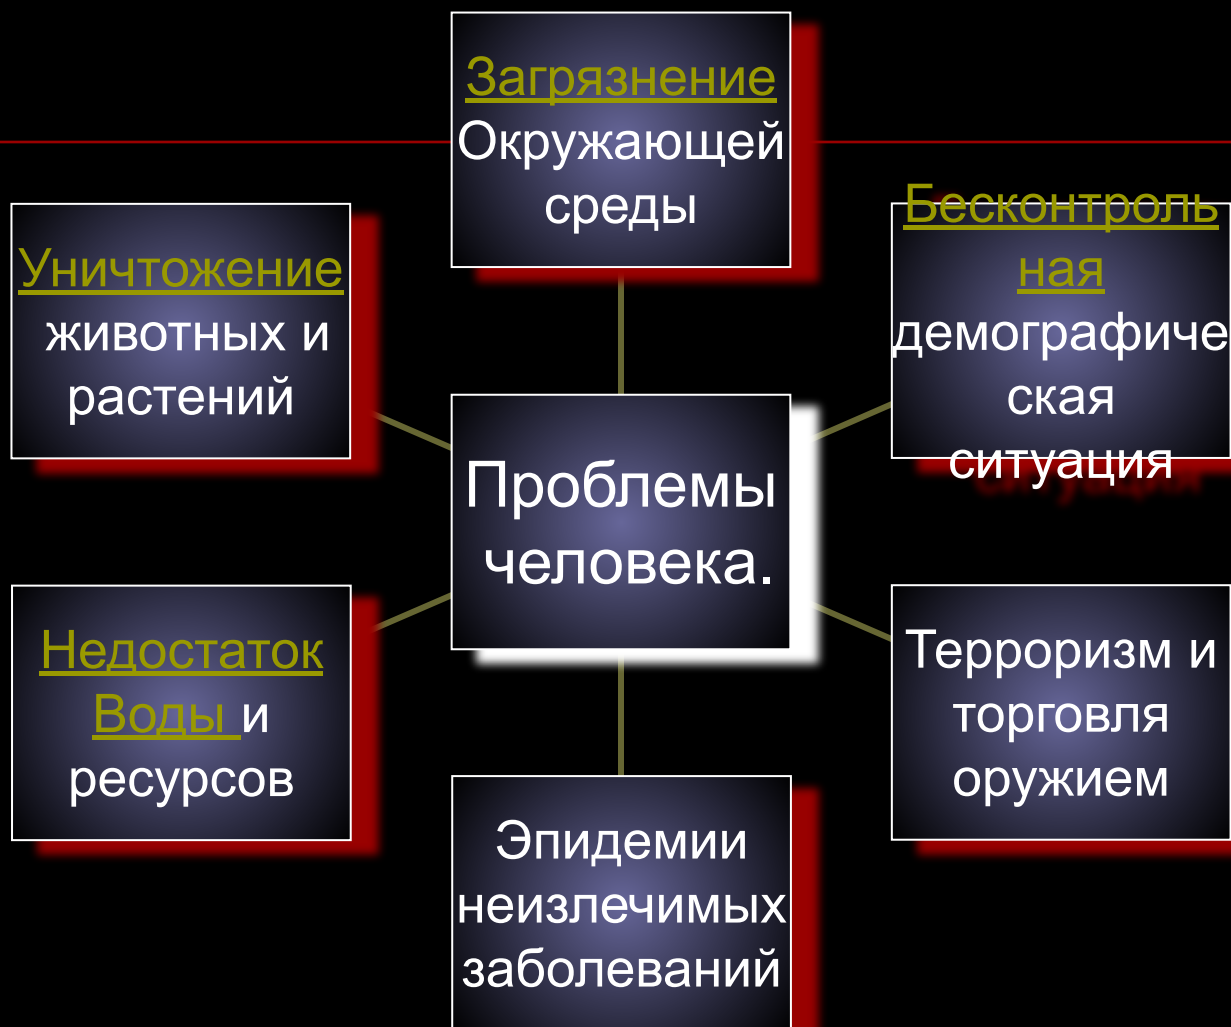 Загрязнение
Окружающей
среды
Уничтожение
животных и
растений
Бесконтроль
ная
демографиче
ская
ситуация
Проблемы
человека.
Недостаток
Воды и
ресурсов
Терроризм и
торговля
оружием
Эпидемии
неизлечимых
заболеваний